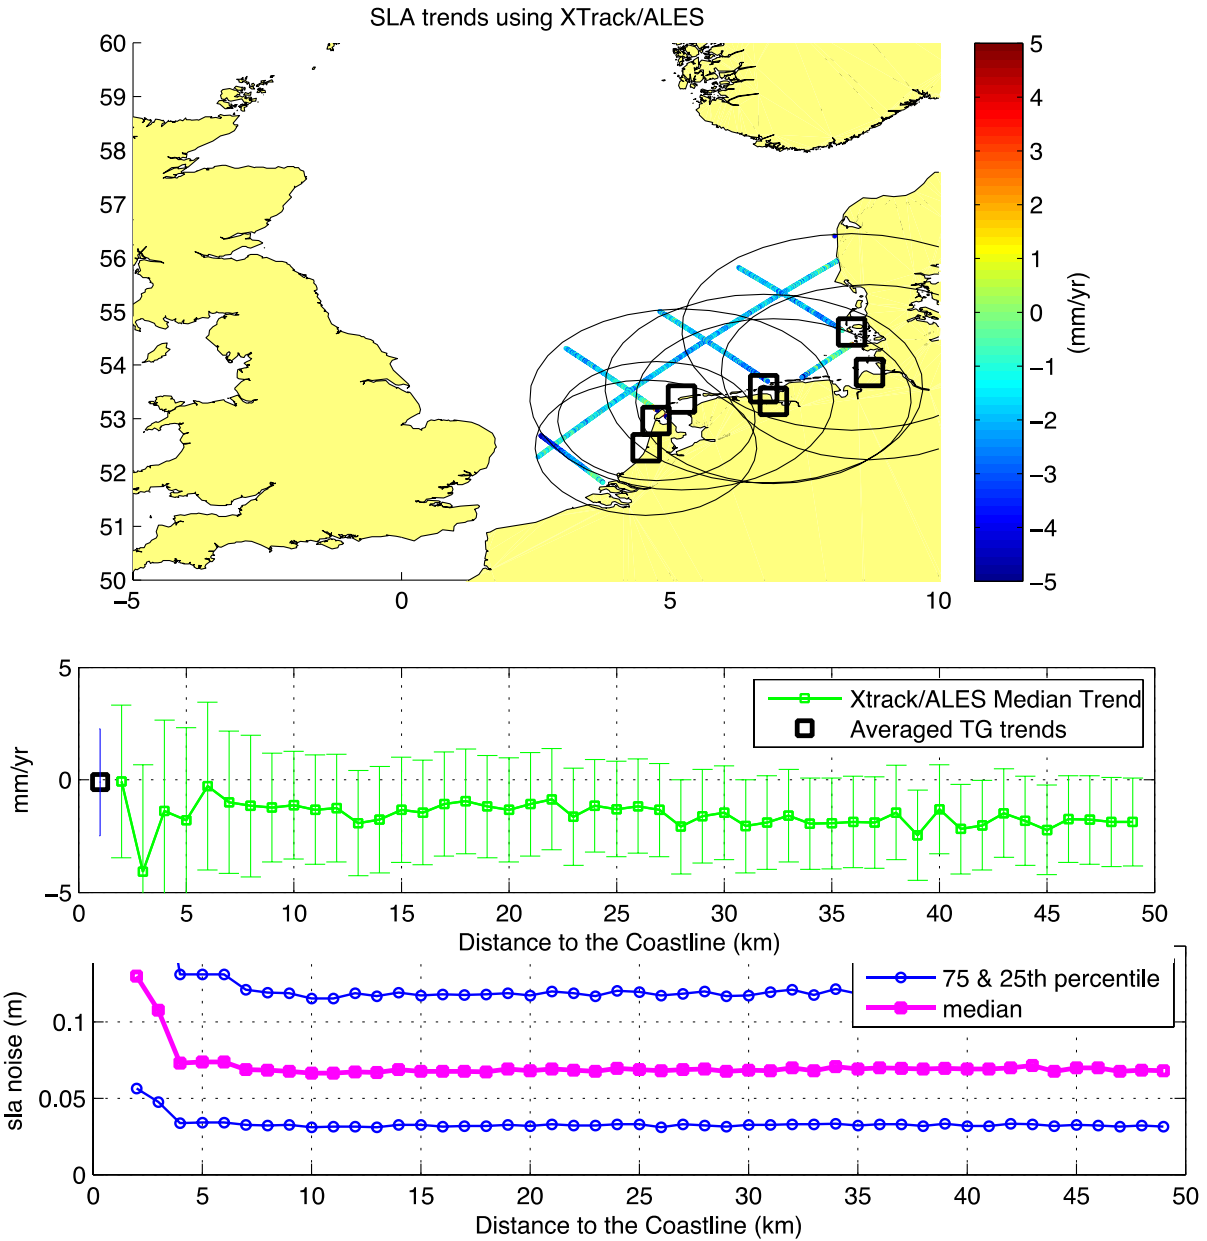 SLA trends using XTrack/ALES
60
59
58
57
56
55
54
53
52
51
50
−5 0 5 10
5
4
3
2
1
0
−1
−2
−3
−4
−5
(mm/yr)
5
0
−5
mm/yr
Xtrack/ALES Median Trend
Averaged TG trends
0 5 10 15 20 25 30 35 40 45 50
Distance to the Coastline (km)
0.1
0.05
0
sla noise (m)
75 & 25th percentile
median
0 5 10 15 20 25 30 35 40 45 50
Distance to the Coastline (km)